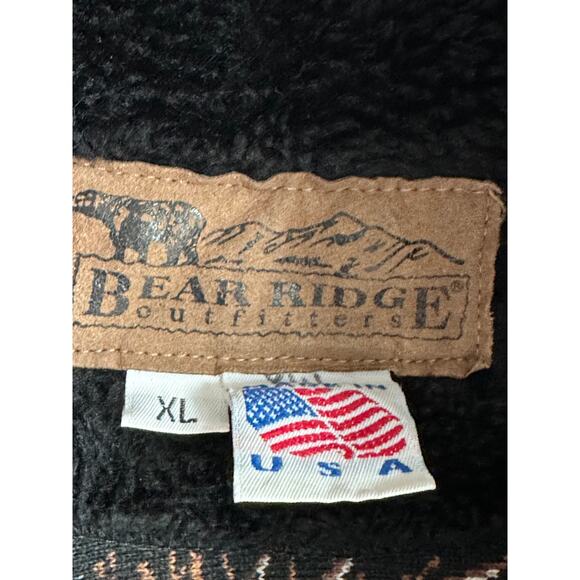 BEAR RIDGE®
outfitters
XL
USA